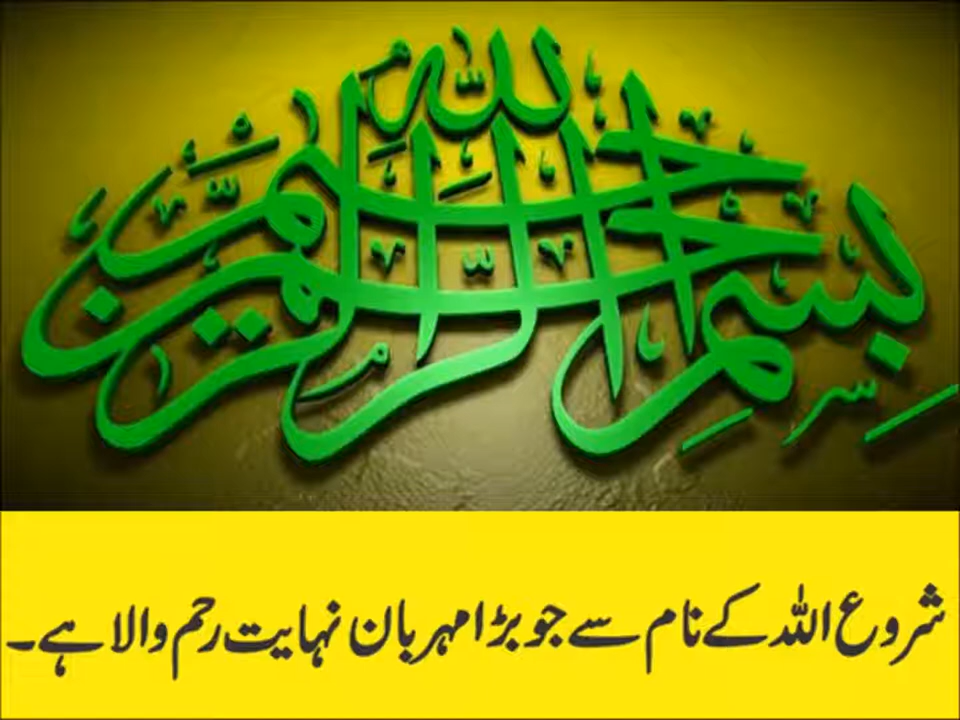 بِسْمِ اللّٰهِ الرَّحْمٰنِ الرَّحِيْمِ
شروع اللہ کے نام سے جو بڑا مہربان نہایت رحم والا ہے۔